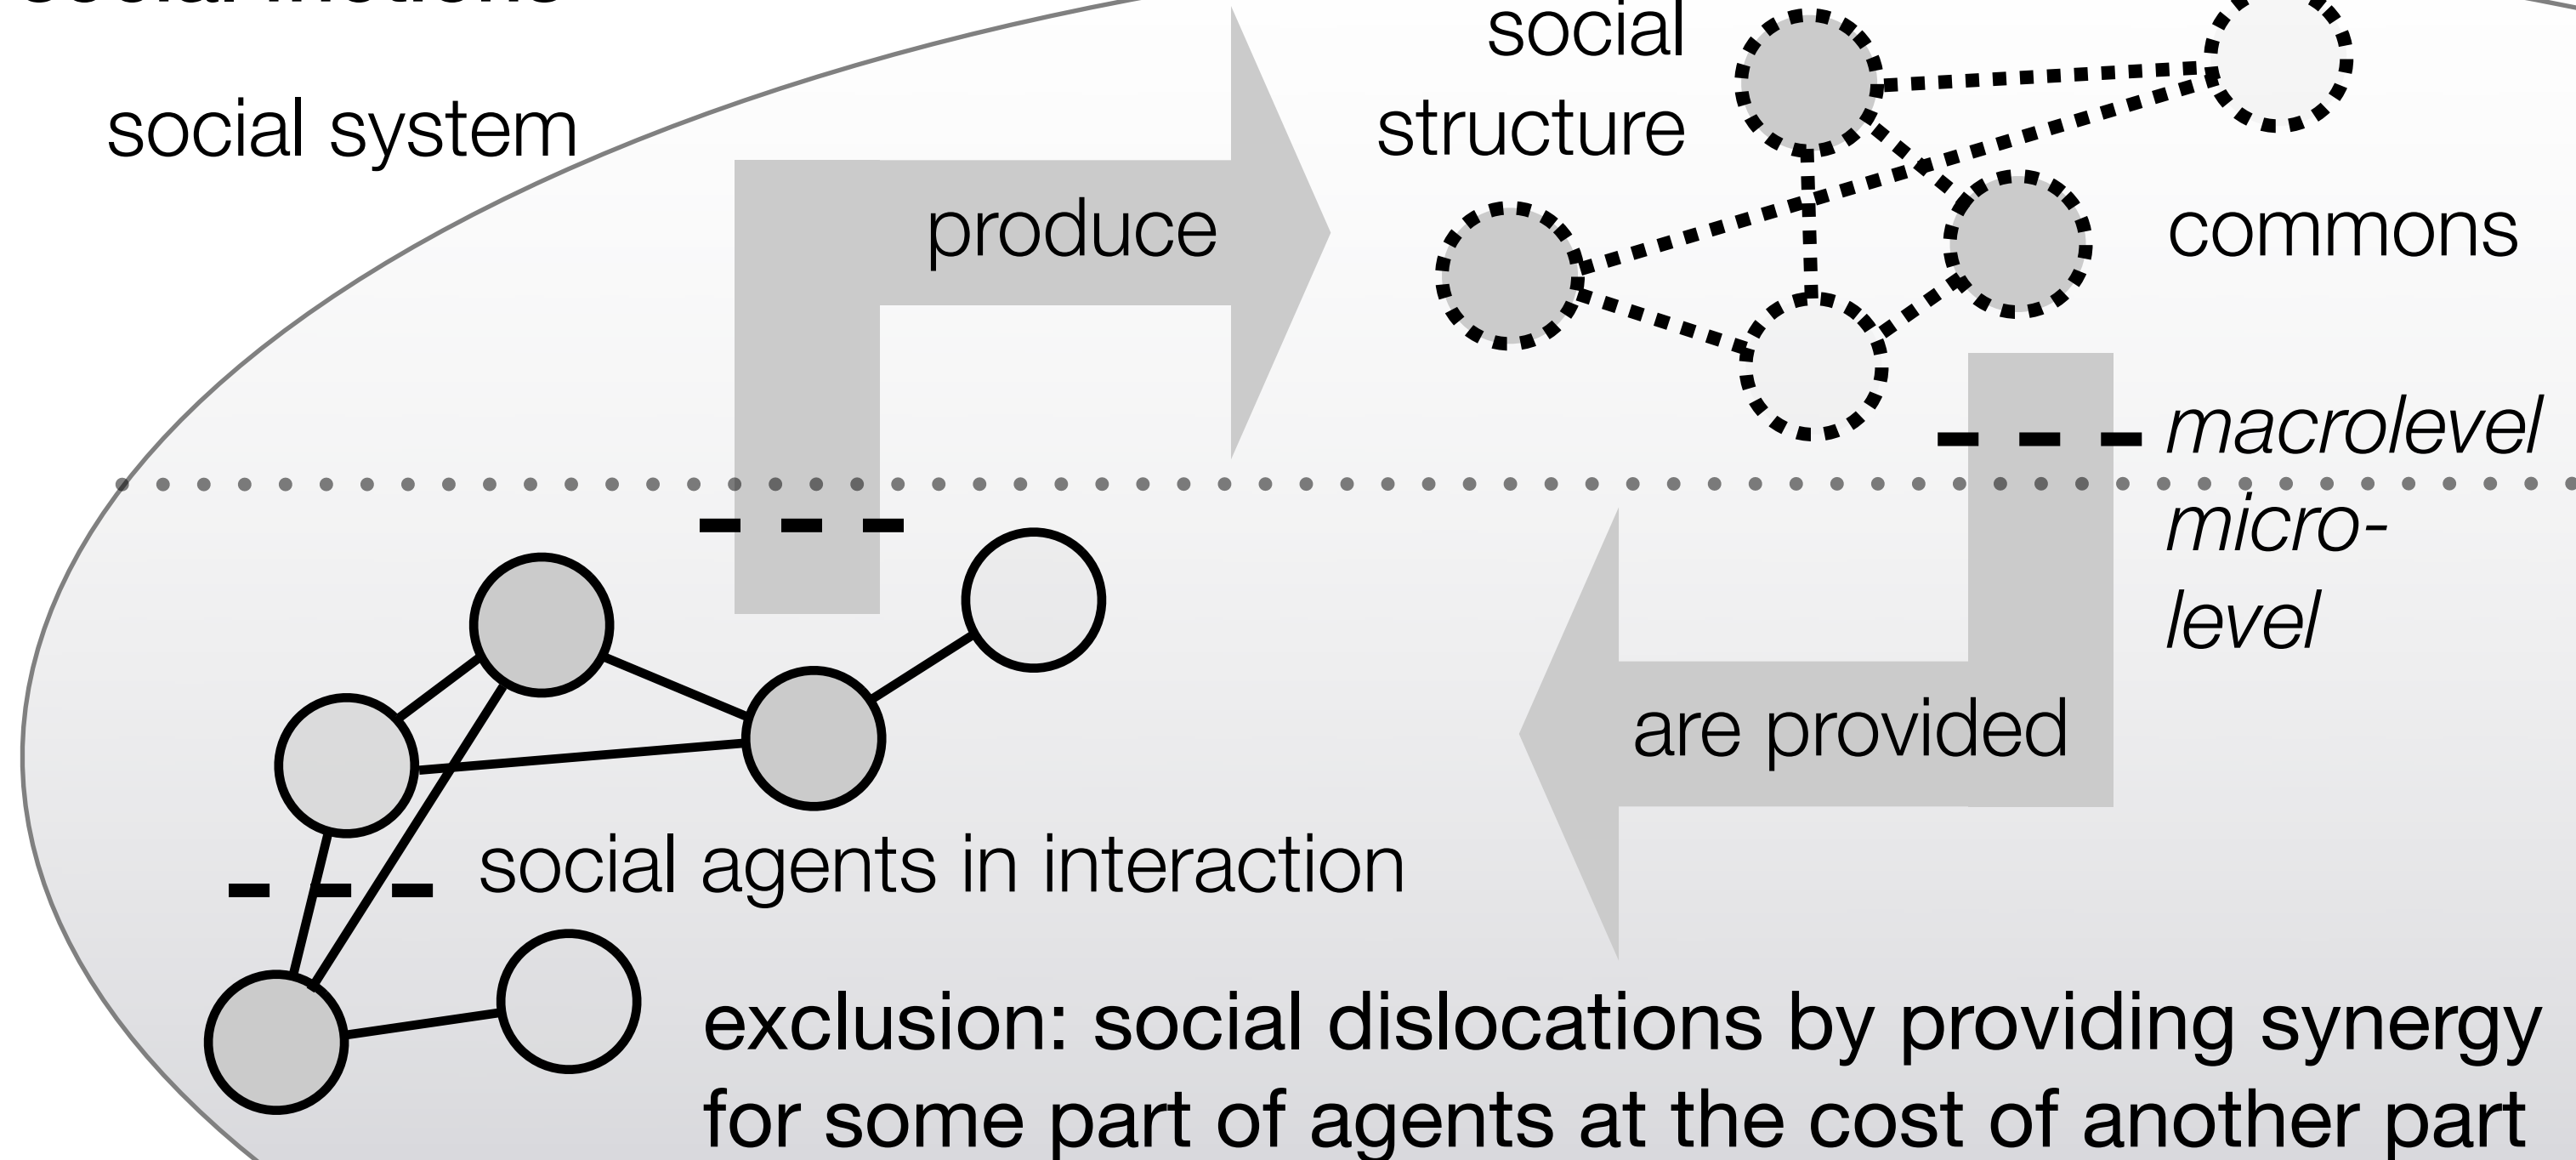 social system
social
structure
produce
commons
macrolevel
micro-
level
are provided
social agents in interaction
exclusion: social dislocations by providing synergy
for some part of agents at the cost of another part